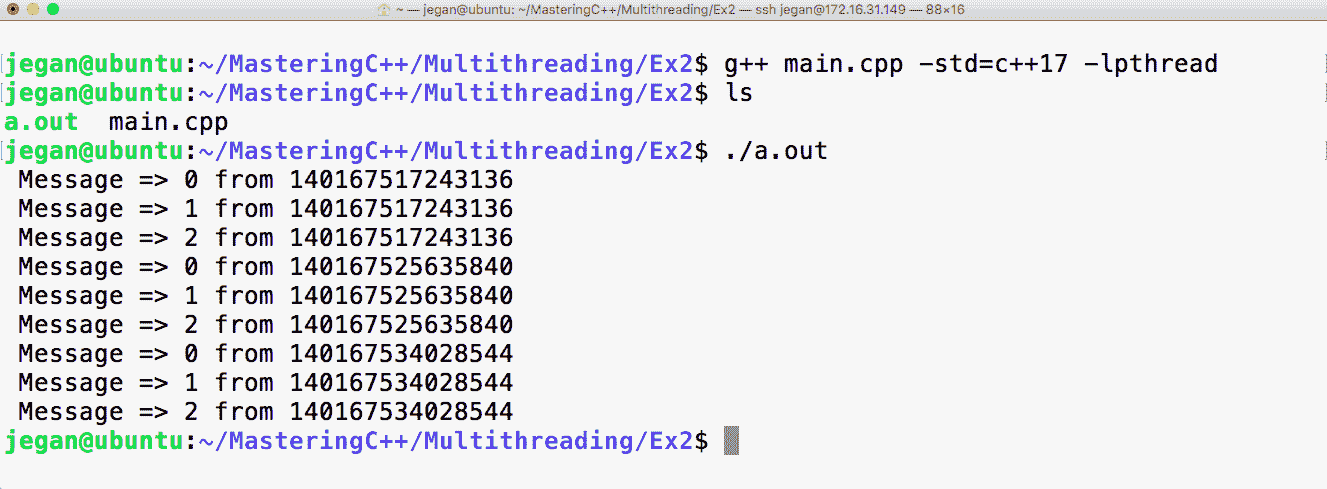 ~ — jegan@ubuntu: ~/MasteringC++/Multithreading/Ex2 — ssh jegan@172.16.31.149 — 88×16
jegan@ubuntu:~/MasteringC++/Multithreading/Ex2$ g++ main.cpp -std=c++17 -lpthread
jegan@ubuntu:~/MasteringC++/Multithreading/Ex2$ ls
a.out  main.cpp
jegan@ubuntu:~/MasteringC++/Multithreading/Ex2$ ./a.out
Message => 0 from 140167517243136
Message => 1 from 140167517243136
Message => 2 from 140167517243136
Message => 0 from 140167525635840
Message => 1 from 140167525635840
Message => 2 from 140167525635840
Message => 0 from 140167534028544
Message => 1 from 140167534028544
Message => 2 from 140167534028544
jegan@ubuntu:~/MasteringC++/Multithreading/Ex2$